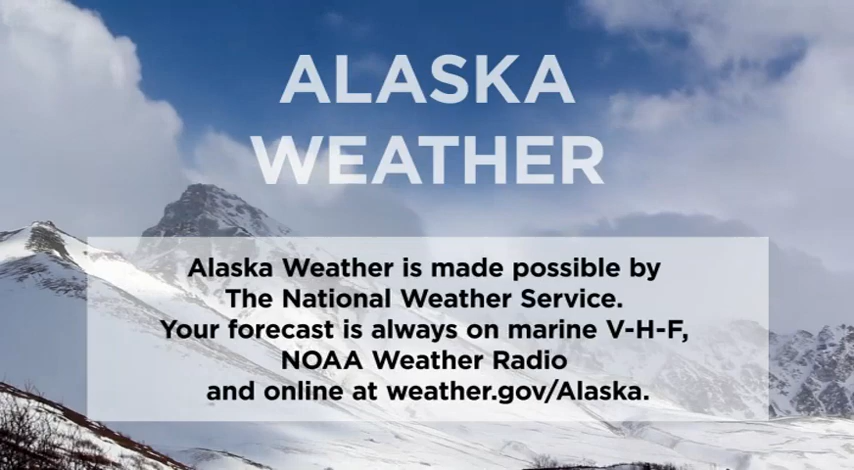 ALASKA
WEATHER
Alaska Weather is made possible by
The National Weather Service.
Your forecast is always on marine V-H-F,
NOAA Weather Radio
and online at weather.gov/Alaska.